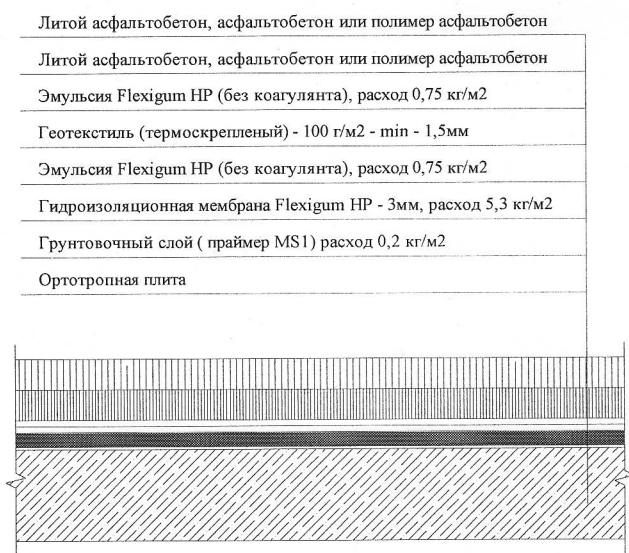 Литой асфальтобетон, асфальтобетон или полимер асфальтобетон
Литой асфальтобетон, асфальтобетон или полимер асфальтобетон
Эмульсия Flexigum HP (без коагулянта), расход 0,75 кг/м2
Геотекстиль (термоскрепленый) - 100 г/м2 - min - 1,5мм
Эмульсия Flexigum HP (без коагулянта), расход 0,75 кг/м2
Гидроизоляционная мембрана Flexigum HP - 3мм, расход 5,3 кг/м2
Грунтовочный слой ( праймер MS1) расход 0,2 кг/м2
Ортотропная плита